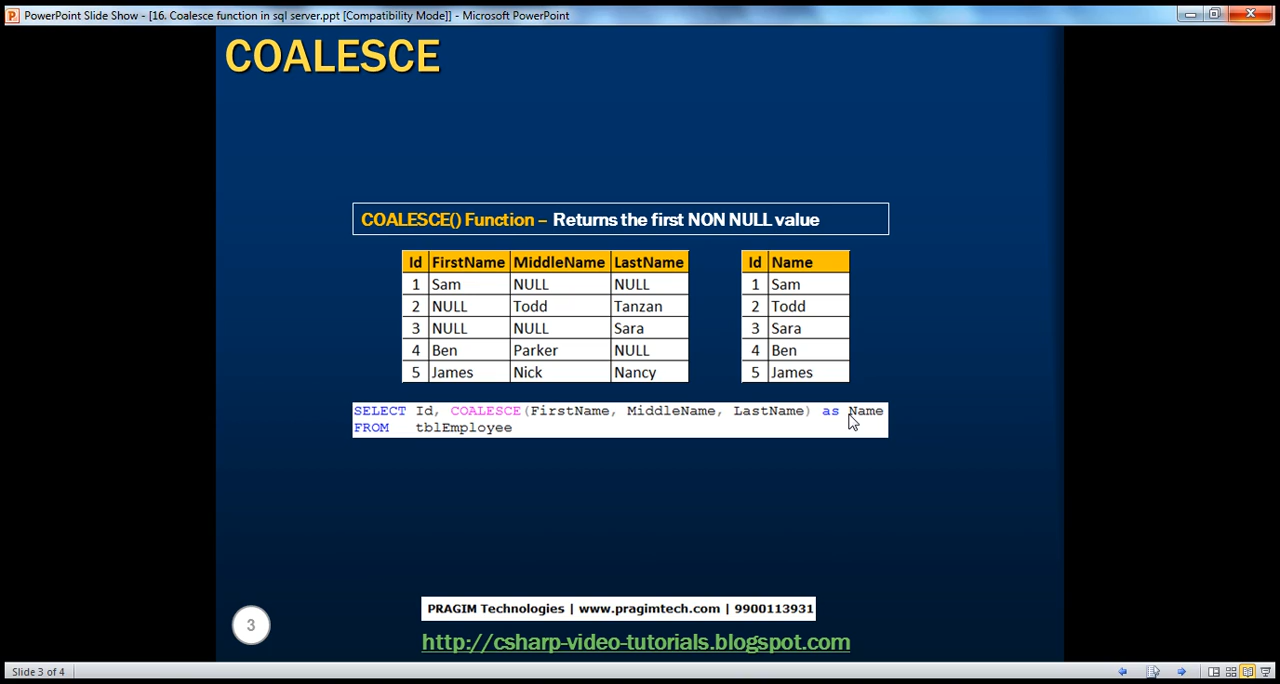 PowerPoint Slide Show - [16. Coalesce function in sql server.ppt [Compatibility Mode]] - Microsoft PowerPoint
COALESCE
COALESCE() Function – Returns the first NON NULL value
Id FirstName MiddleName LastName
1 Sam NULL NULL
2 NULL Todd Tanzan
3 NULL NULL Sara
4 Ben Parker NULL
5 James Nick Nancy
Id Name
1 Sam
2 Todd
3 Sara
4 Ben
5 James
SELECT Id, COALESCE(FirstName, MiddleName, LastName) as Name
FROM tblEmployee
PRAGIM Technologies | www.pragimtech.com | 9900113931
3
http://csharp-video-tutorials.blogspot.com
Slide 3 of 4